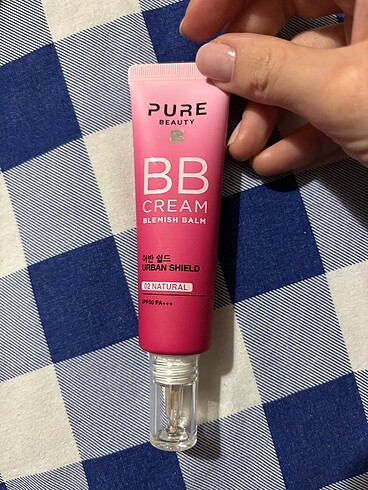 PURE
BEAUTY
BB
CREAM
BLEMISH BALM
어반 쉴드
URBAN SHIELD
02 NATURAL
SPF50 PA+++